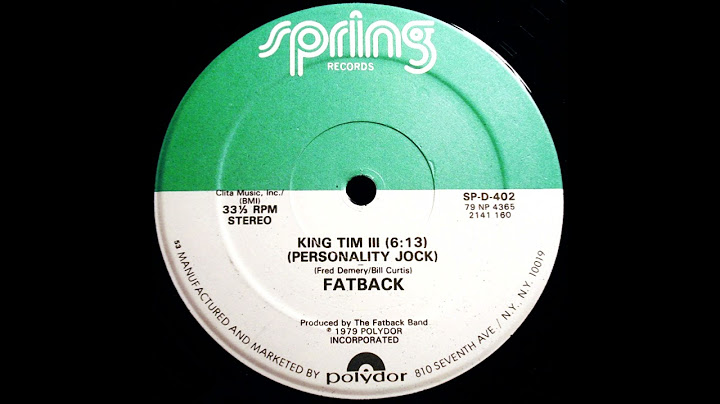 spring
RECORDS
Clita Music, Inc./
(BMI)
33⅓ RPM
STEREO
SP-D-402
79 NP 4365
2141 160
KING TIM III (6:13)
(PERSONALITY JOCK)
(Fred Demery/Bill Curtis)
FATBACK
Produced by The Fatback Band
℗ 1979 POLYDOR
INCORPORATED
53 MANUFACTURED AND MARKETED BY polydor 810 SEVENTH AVE./ N.Y., N.Y. 10019